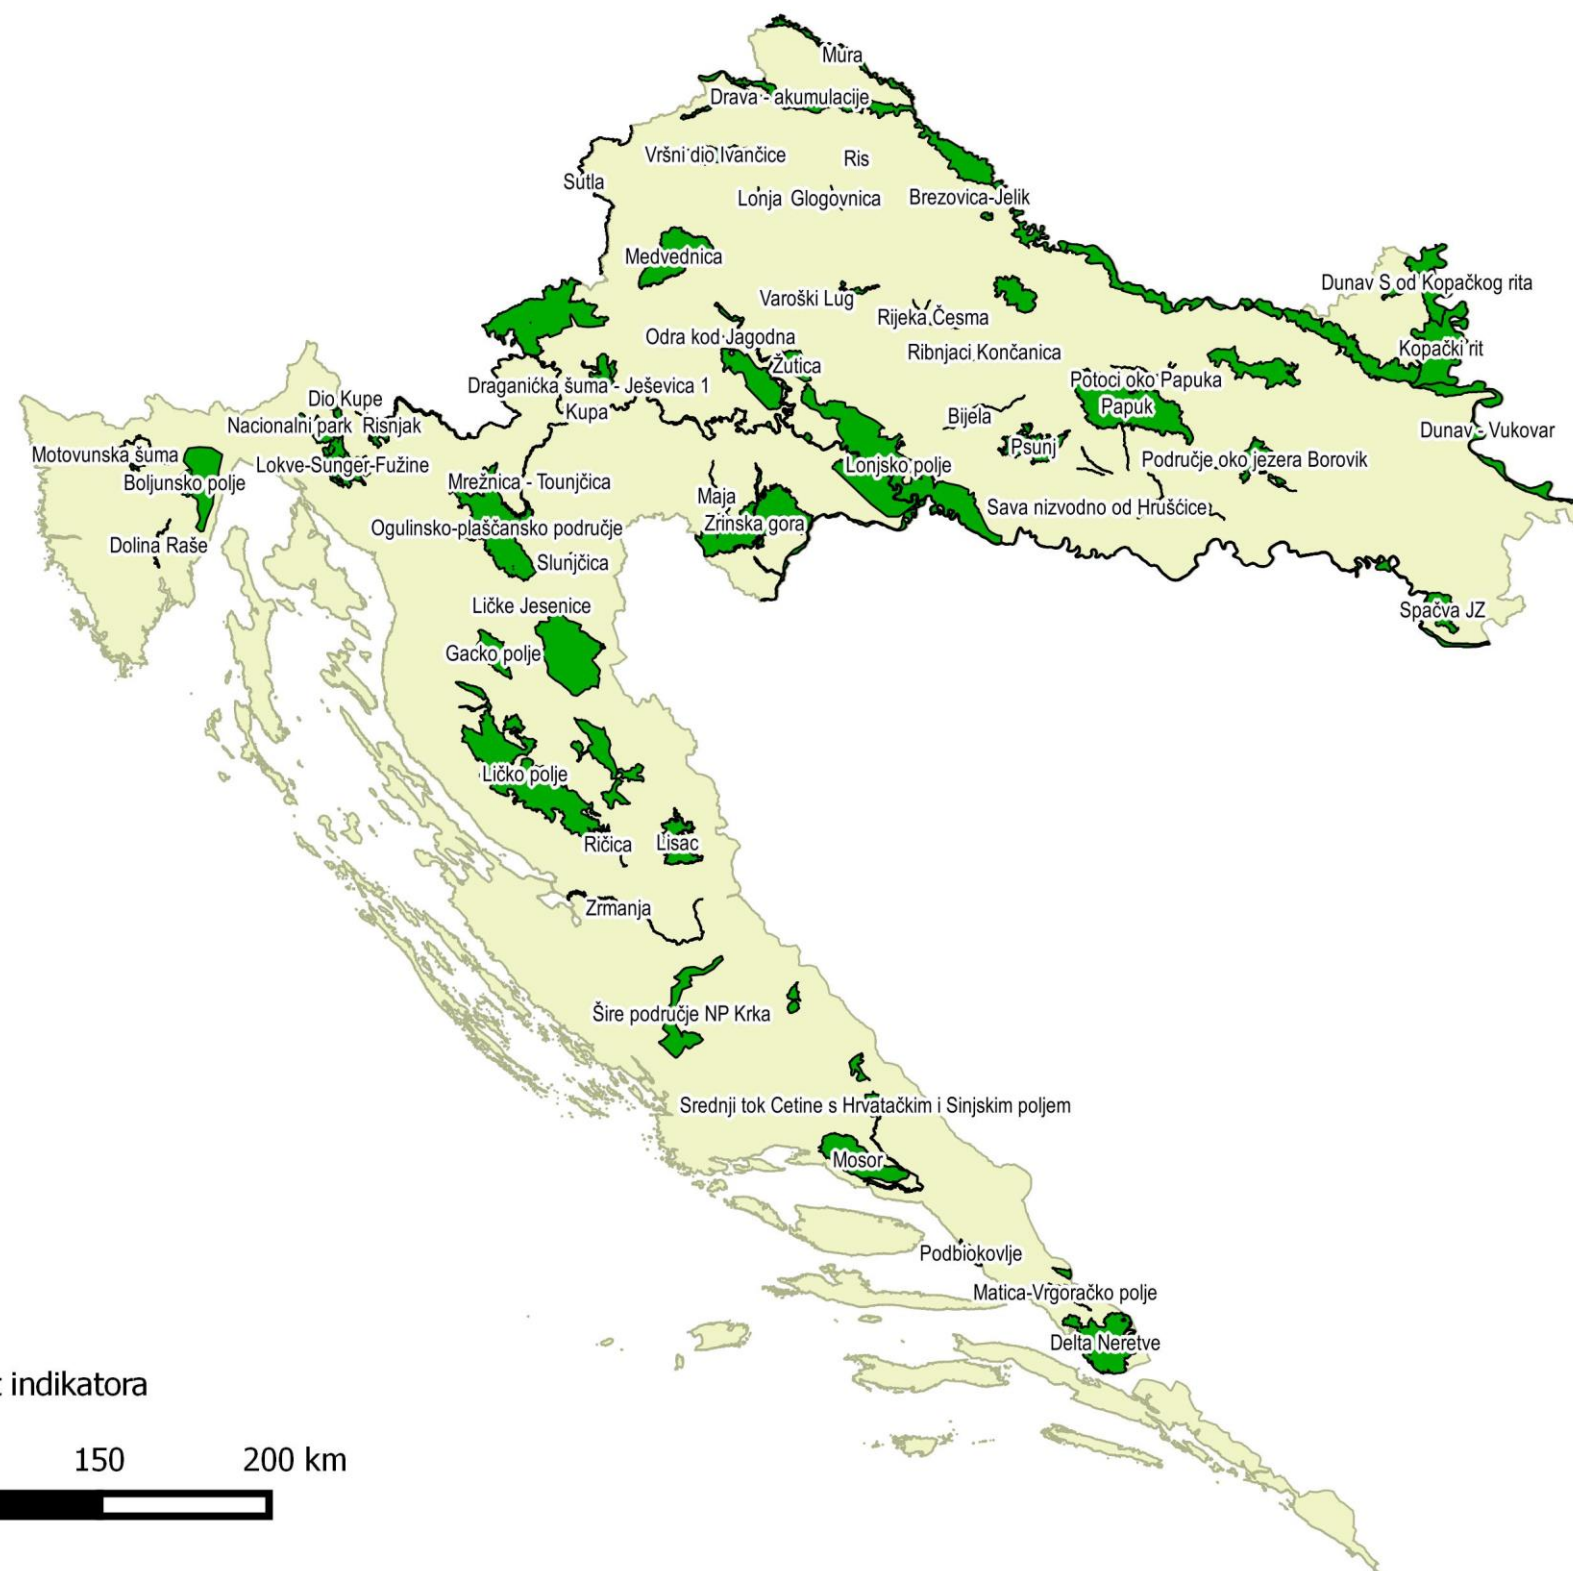 Mura
Drava - akumulacije
Vršni dio Ivančice
Ris
Sutla
Lonja
Glogovnica
Brezovica-Jelik
Medvednica
Dunav S od Kopačkog rita
Varoški Lug
Rijeka Česma
Odra kod Jagodna
Kopački rit
Ribnjaci Končanica
Žutica
Potoci oko Papuka
Draganićka šuma - Ješevica 1
Dio Kupe
Papuk
Kupa
Bijela
Nacionalni park Risnjak
Dunav - Vukovar
Psunj
Motovunska šuma
Područje oko jezera Borovik
Lokve-Sunger-Fužine
Lonjsko polje
Boljunsko polje
Mrežnica - Tounjčica
Maja
Sava nizvodno od Hrušćice
Zrinska gora
Ogulinsko-plaščansko područje
Dolina Raše
Slunjčica
Ličke Jesenice
Spačva JZ
Gacko polje
Ličko polje
Ričica
Lisac
Zrmanja
Šire područje NP Krka
Srednji tok Cetine s Hrvatačkim i Sinjskim poljem
Mosor
Podbiokovlje
Matica-Vrgoračko polje
Delta Neretve
indikatora
150 200 km